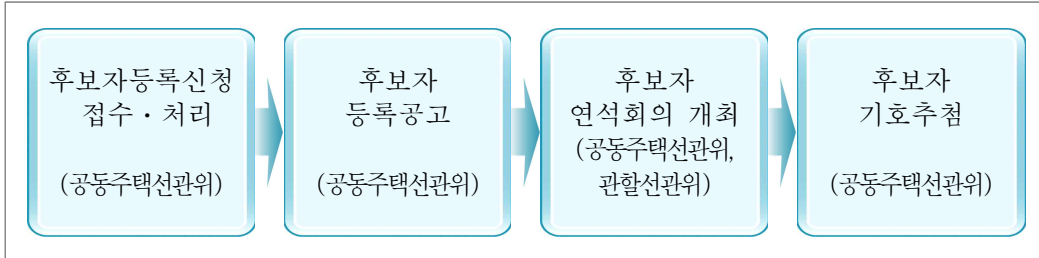 후보자등록신청
접수·처리
(공동주택선관위)
후보자
등록공고
(공동주택선관위)
후보자
연석회의 개최
(공동주택선관위,
관할선관위)
후보자
기호추첨
(공동주택선관위)